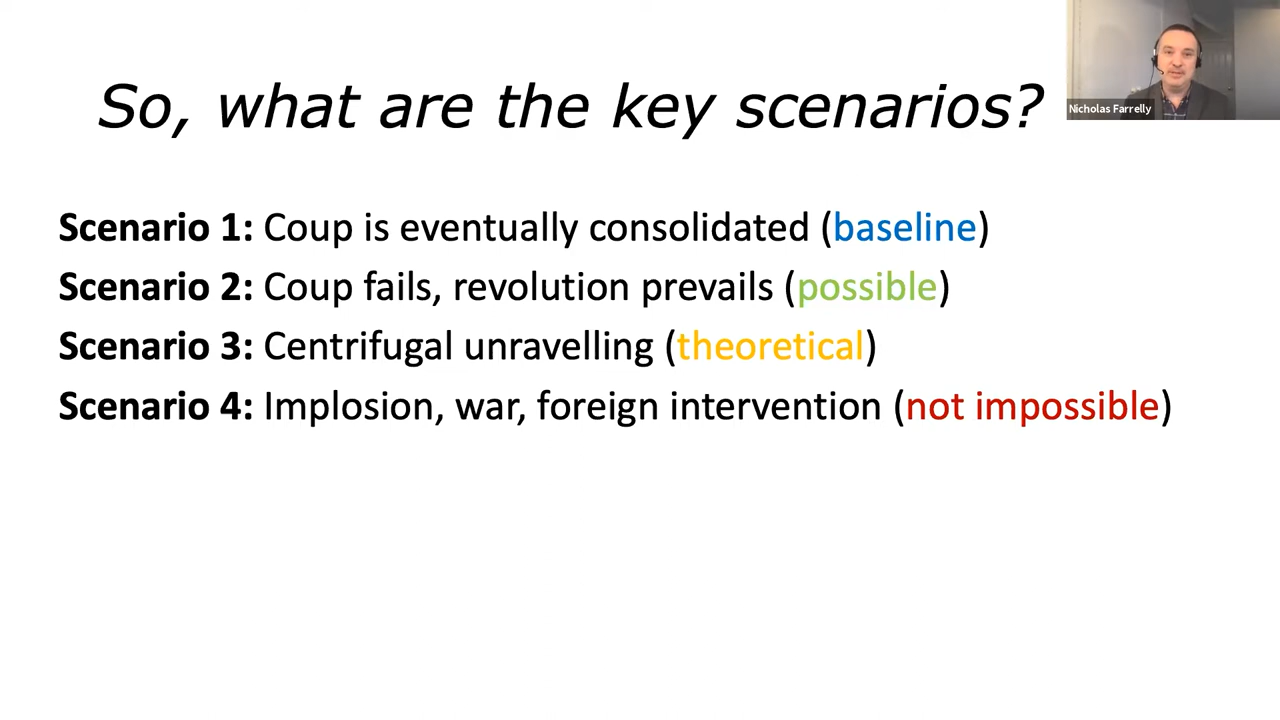 So, what are the key scenarios?
Nicholas Farrelly
Scenario 1: Coup is eventually consolidated (baseline)
Scenario 2: Coup fails, revolution prevails (possible)
Scenario 3: Centrifugal unravelling (theoretical)
Scenario 4: Implosion, war, foreign intervention (not impossible)